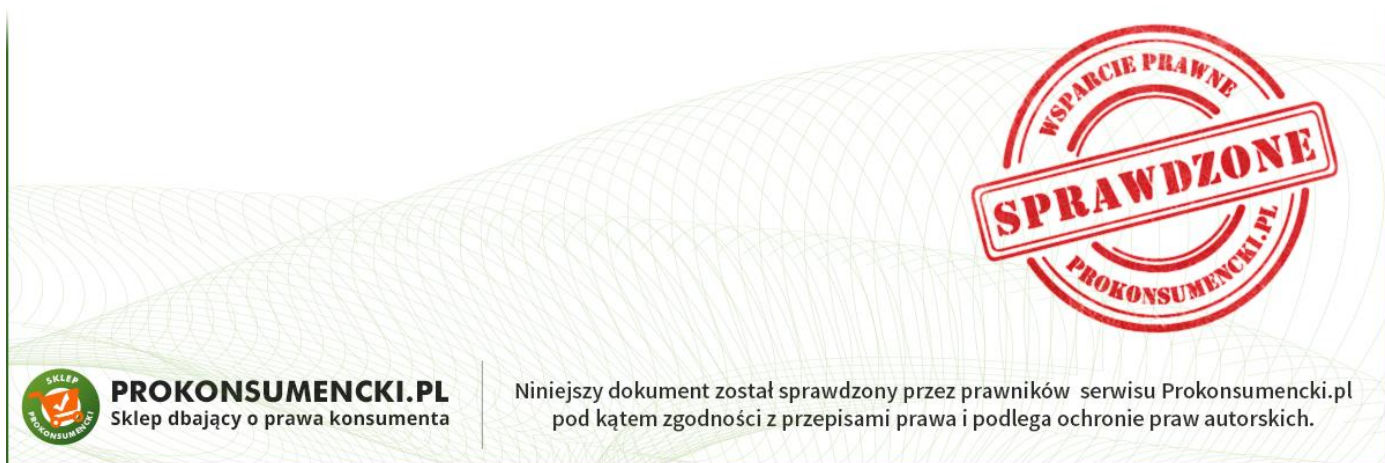 WSPARCIE PRAWNE
SPRAWDZONE
PROKONSUMENCKI.PL
SKLEP
PROKONSUMENCKI
PROKONSUMENCKI.PL
Sklep dbający o prawa konsumenta
Niniejszy dokument został sprawdzony przez prawników serwisu Prokonsumencki.pl
pod kątem zgodności z przepisami prawa i podlega ochronie praw autorskich.